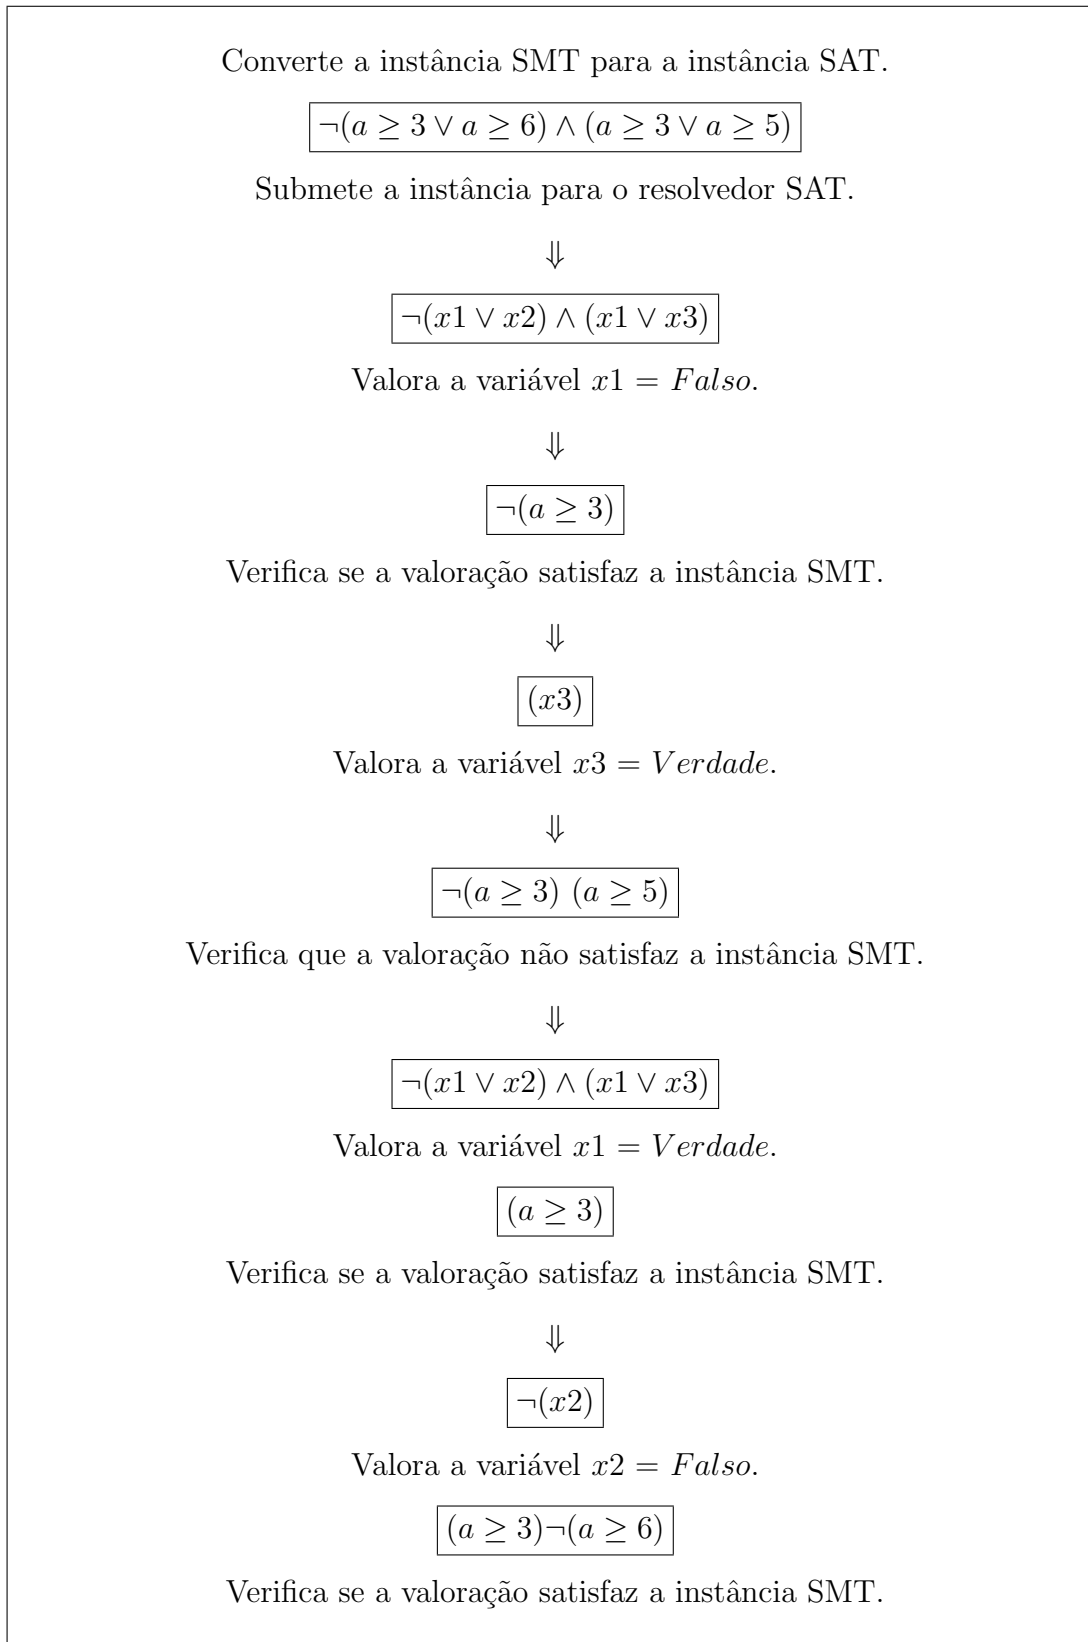 Converte a instância SMT para a instância SAT.
¬(a ≥ 3 ∨ a ≥ 6) ∧ (a ≥ 3 ∨ a ≥ 5)
Submete a instância para o resolvedor SAT.
⇓
¬(x1 ∨ x2) ∧ (x1 ∨ x3)
Valora a variável x1 = Falso.
⇓
¬(a ≥ 3)
Verifica se a valoração satisfaz a instância SMT.
⇓
(x3)
Valora a variável x3 = Verdade.
⇓
¬(a ≥ 3) (a ≥ 5)
Verifica que a valoração não satisfaz a instância SMT.
⇓
¬(x1 ∨ x2) ∧ (x1 ∨ x3)
Valora a variável x1 = Verdade.
(a ≥ 3)
Verifica se a valoração satisfaz a instância SMT.
⇓
¬(x2)
Valora a variável x2 = Falso.
(a ≥ 3)¬(a ≥ 6)
Verifica se a valoração satisfaz a instância SMT.